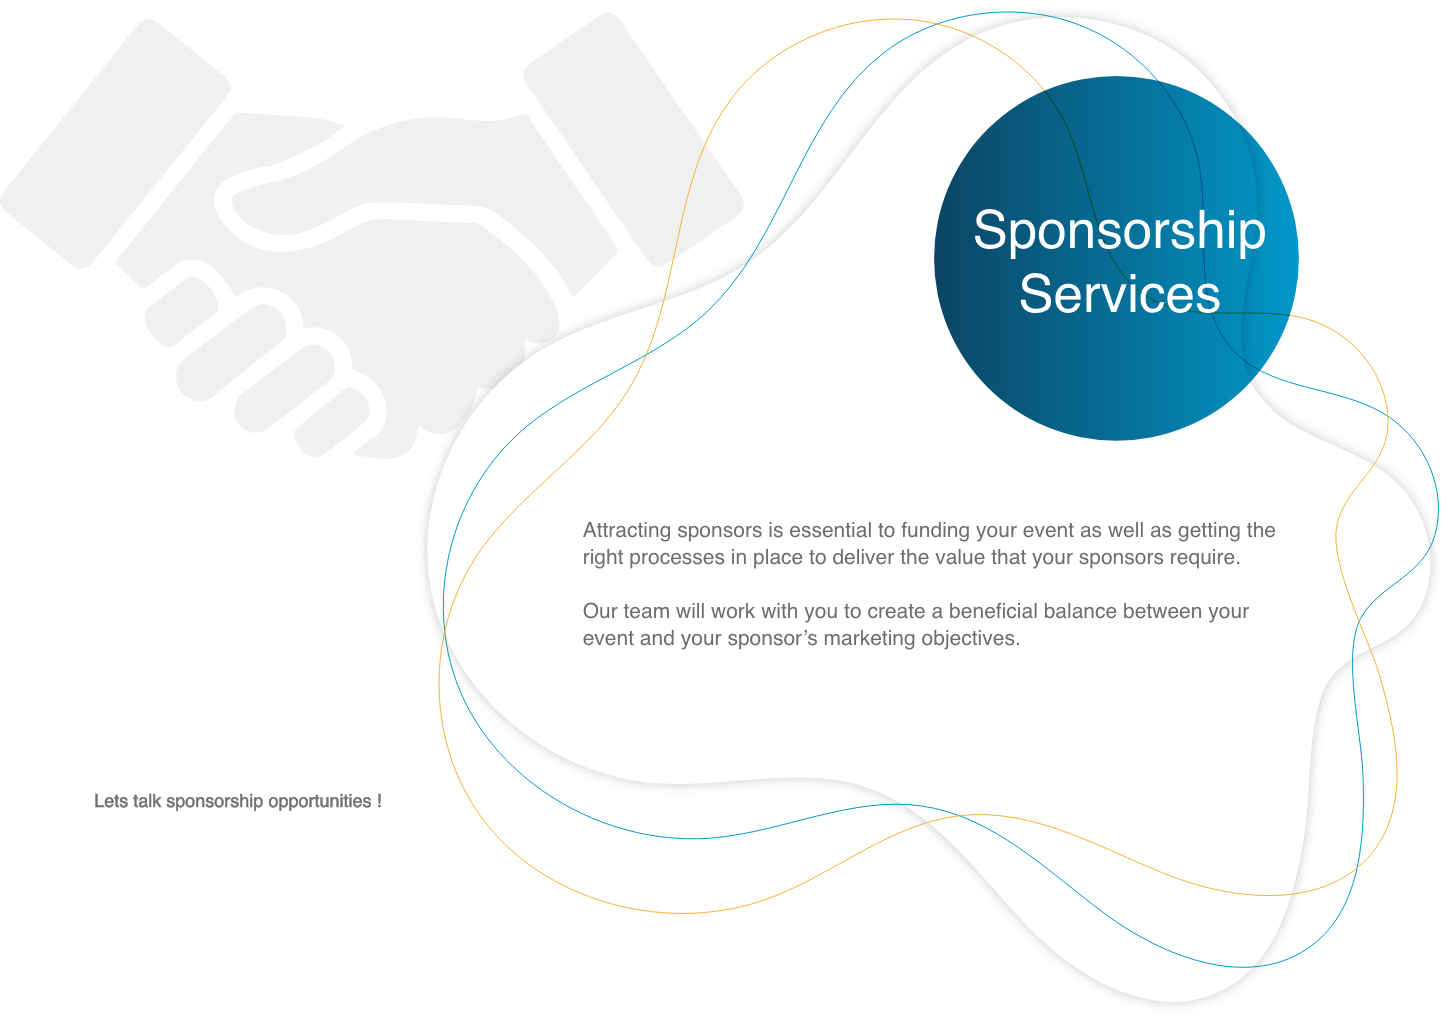 Sponsorship
Services
Attracting sponsors is essential to funding your event as well as getting the
right processes in place to deliver the value that your sponsors require.
Our team will work with you to create a beneficial balance between your
event and your sponsor’s marketing objectives.
Lets talk sponsorship opportunities !